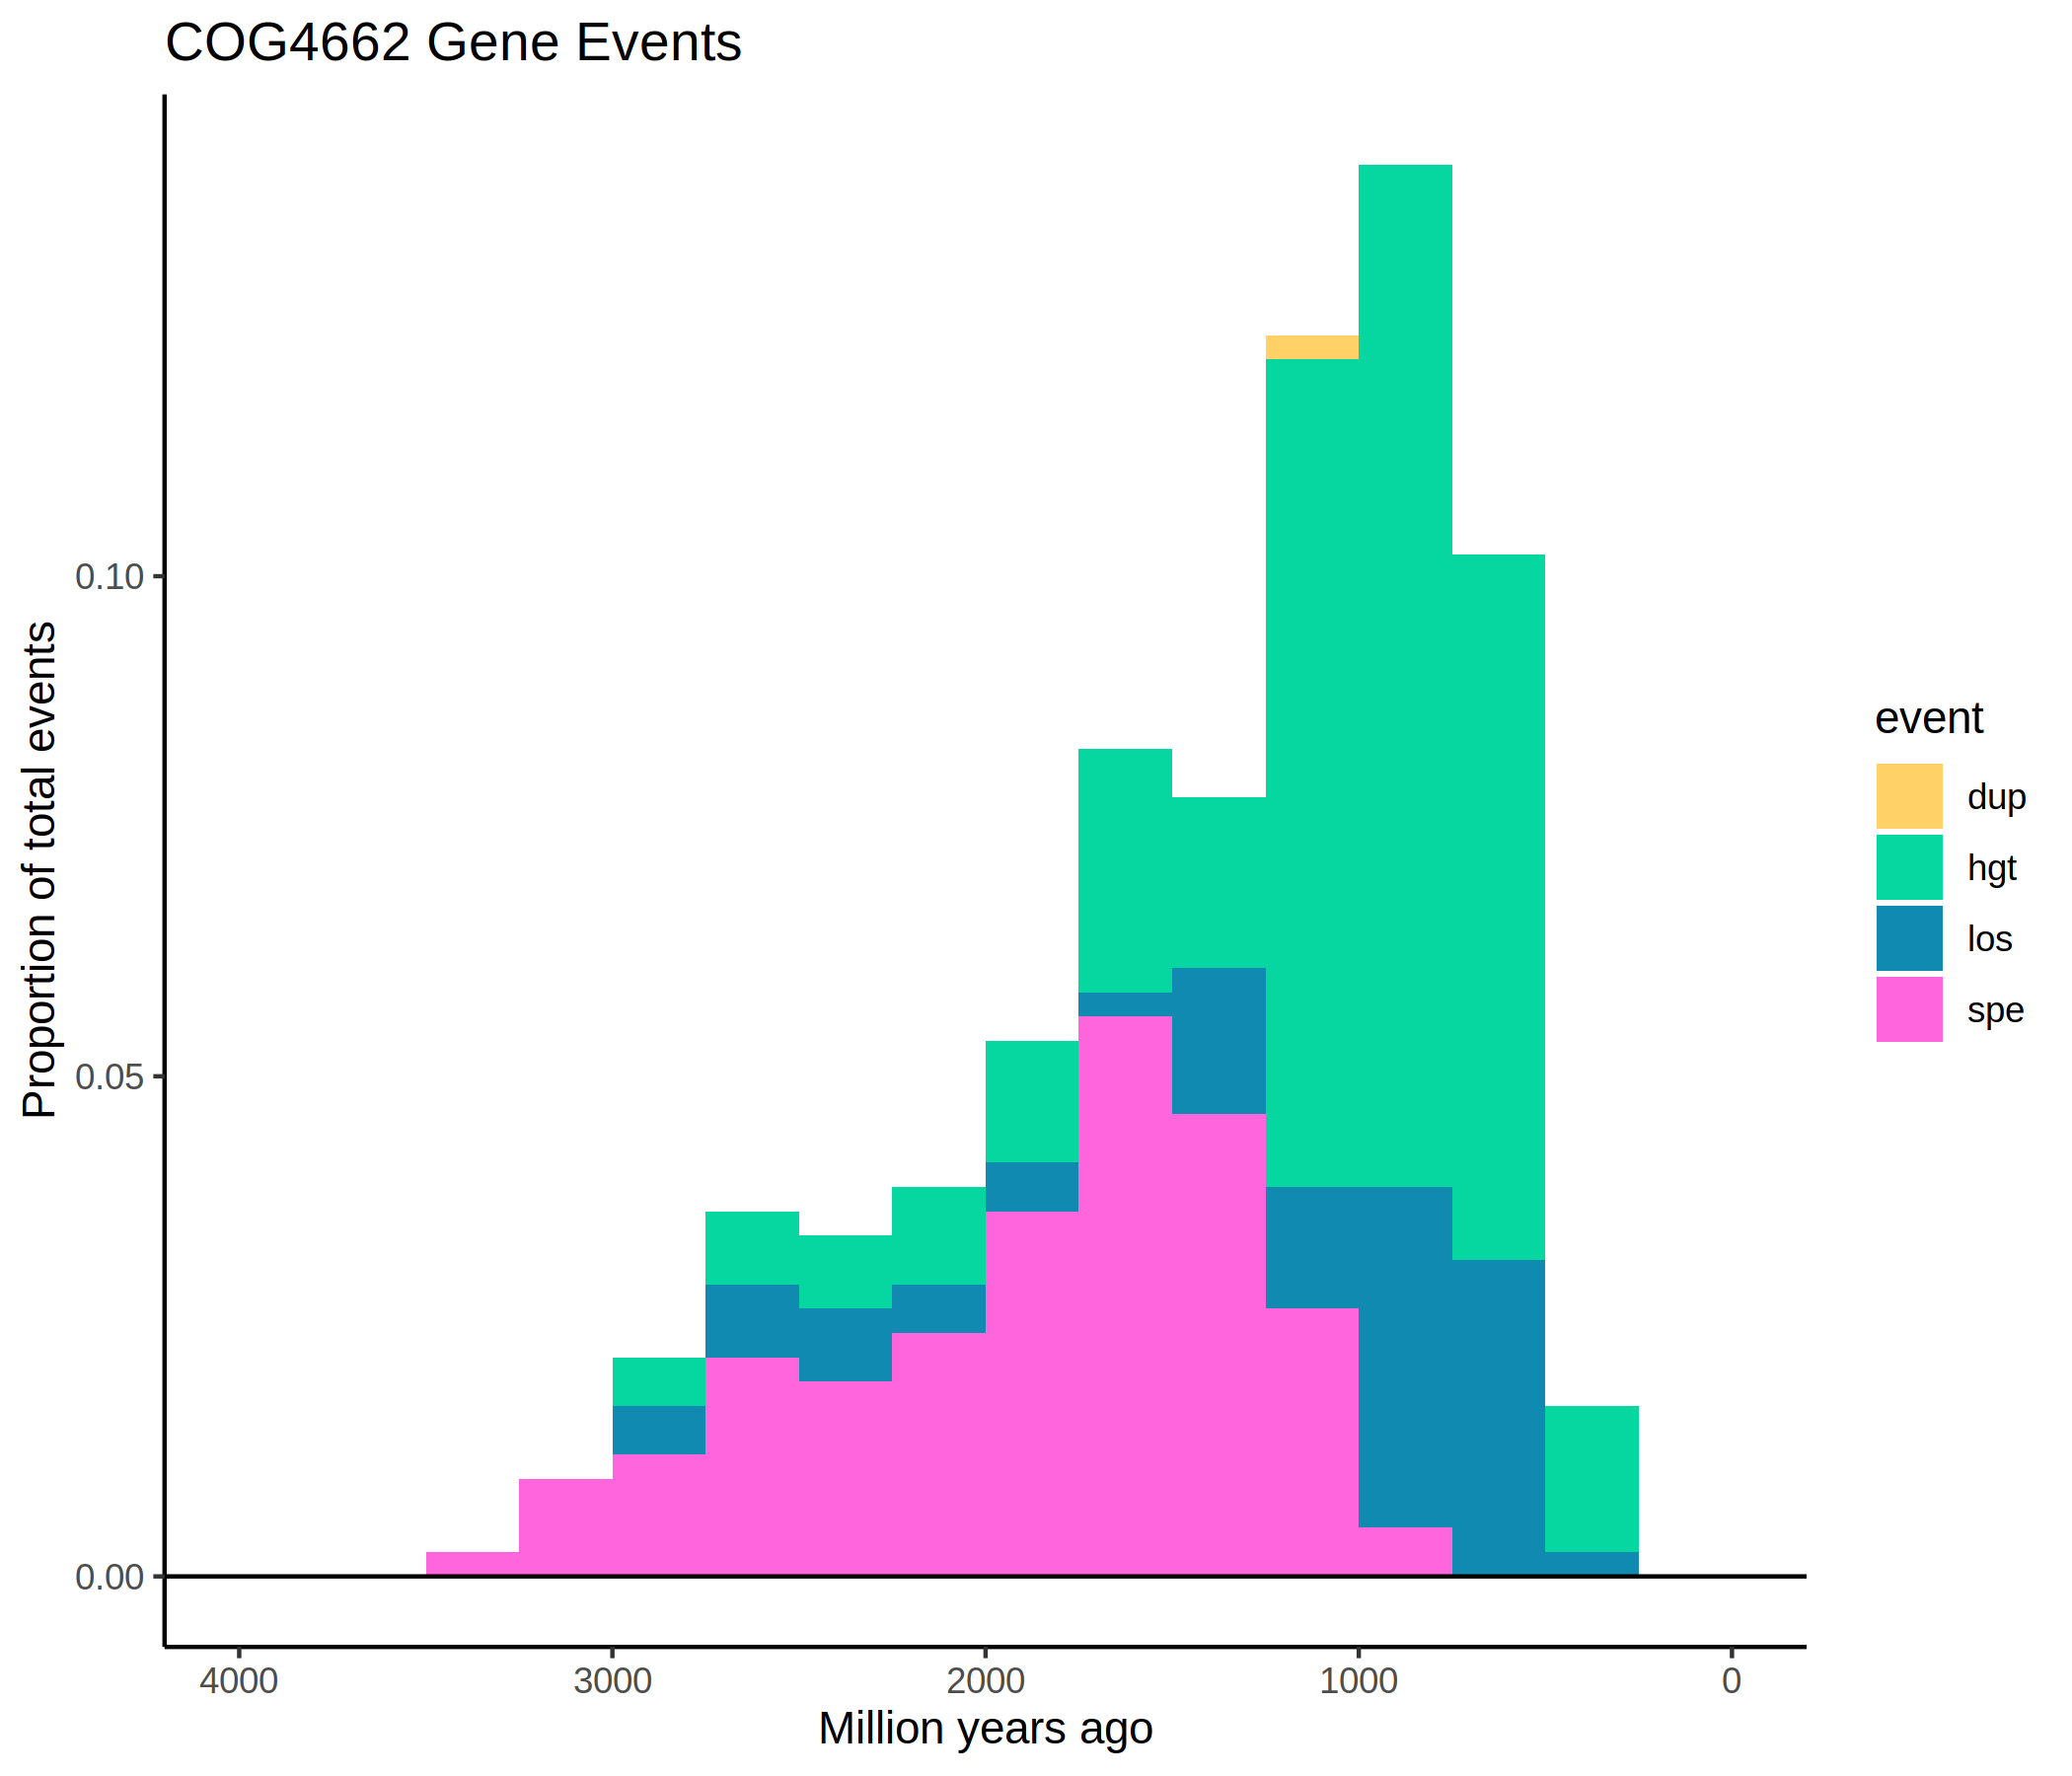 COG4662 Gene Events
Proportion of total events
0.10
0.05
0.00
4000 3000 2000 1000 0
Million years ago
event
dup
hgt
los
spe